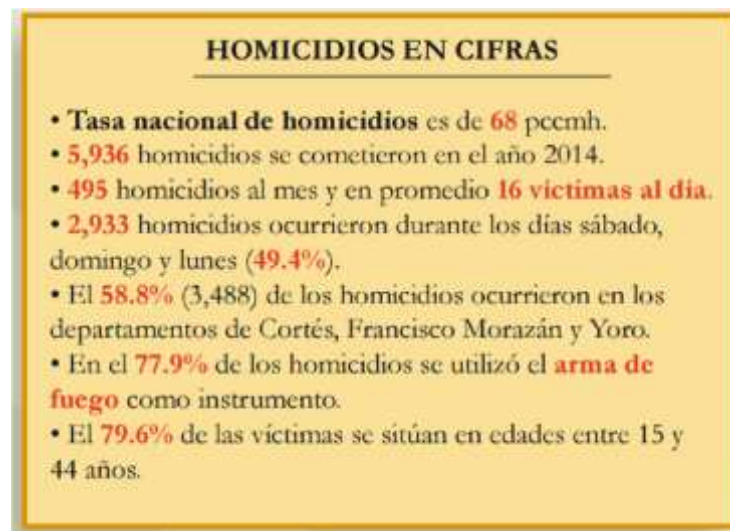 HOMICIDIOS EN CIFRAS
• Tasa nacional de homicidios es de 68 pccmh.
• 5,936 homicidios se cometieron en el año 2014.
• 495 homicidios al mes y en promedio 16 víctimas al día.
• 2,933 homicidios ocurrieron durante los días sábado,
domingo y lunes (49.4%).
• El 58.8% (3,488) de los homicidios ocurrieron en los
departamentos de Cortés, Francisco Morazán y Yoro.
• En el 77.9% de los homicidios se utilizó el arma de
fuego como instrumento.
• El 79.6% de las víctimas se sitúan en edades entre 15 y
44 años.